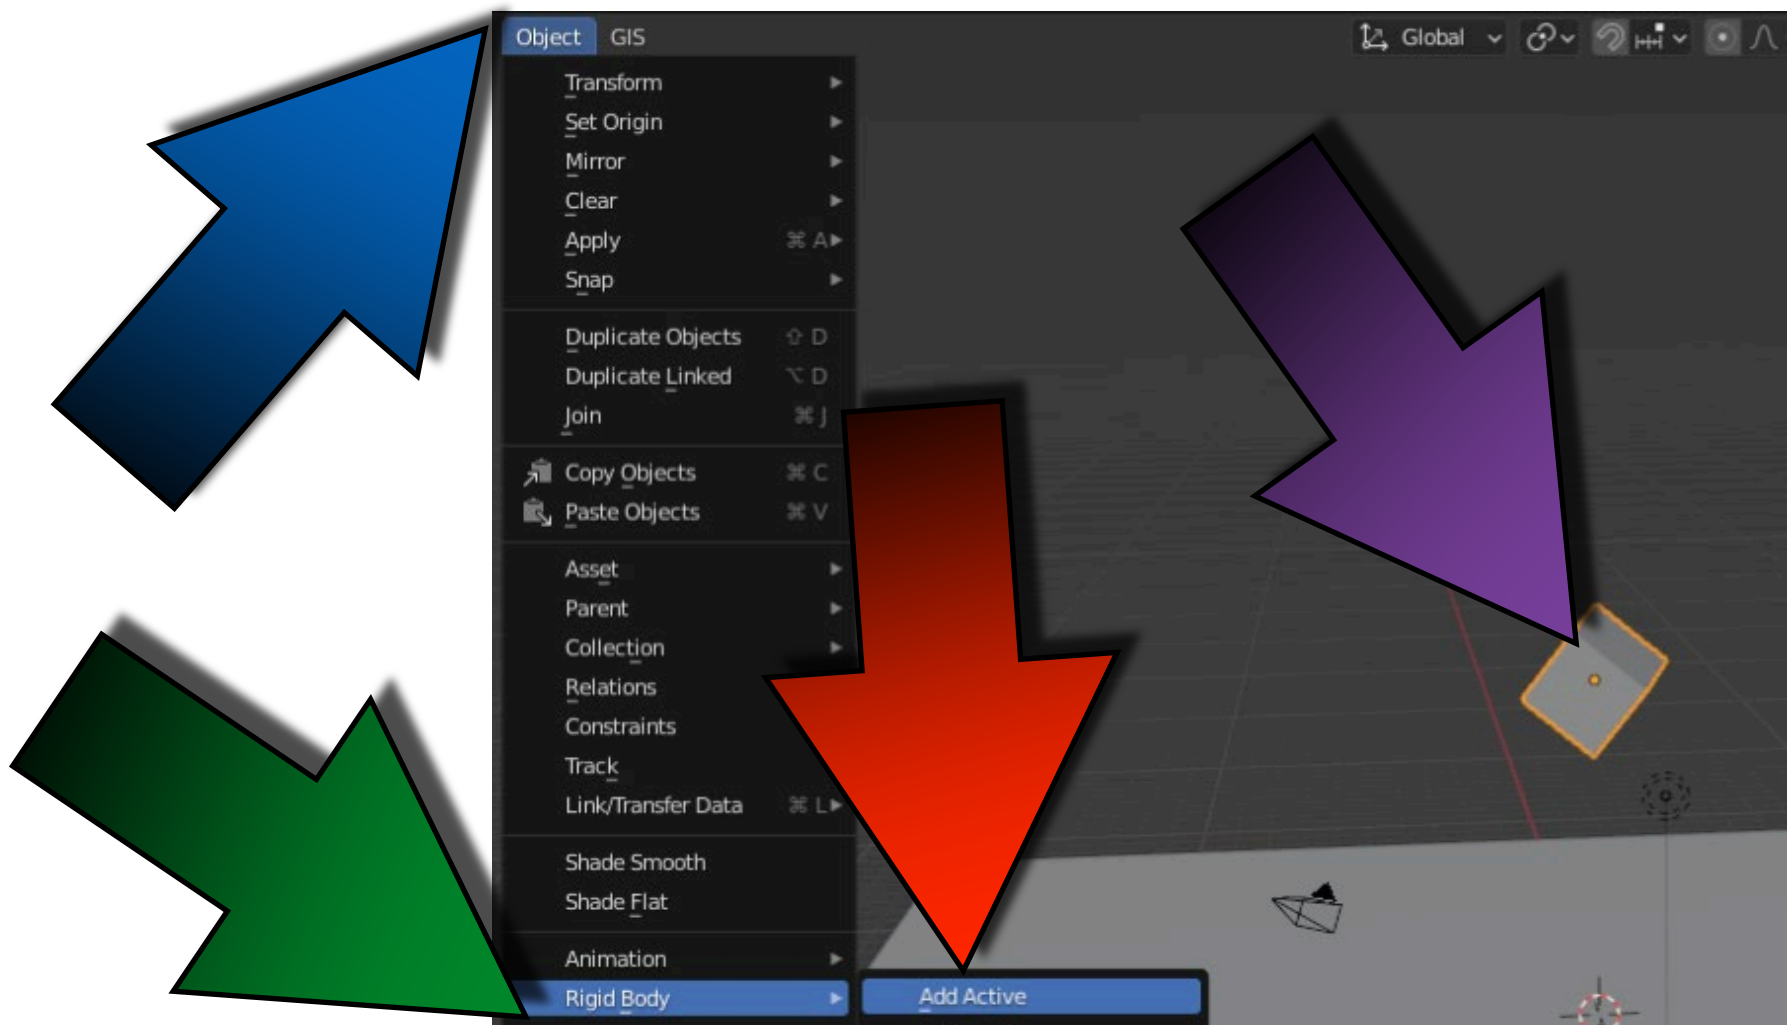 Object GIS Global
Transform
Set Origin
Mirror
Clear
Apply ⌘ A
Snap
Duplicate Objects ⇧ D
Duplicate Linked ⌥ D
Join ⌘ J
Copy Objects ⌘ C
Paste Objects ⌘ V
Asset
Parent
Collection
Relations
Constraints
Track
Link/Transfer Data ⌘ L
Shade Smooth
Shade Flat
Animation
Rigid Body Add Active